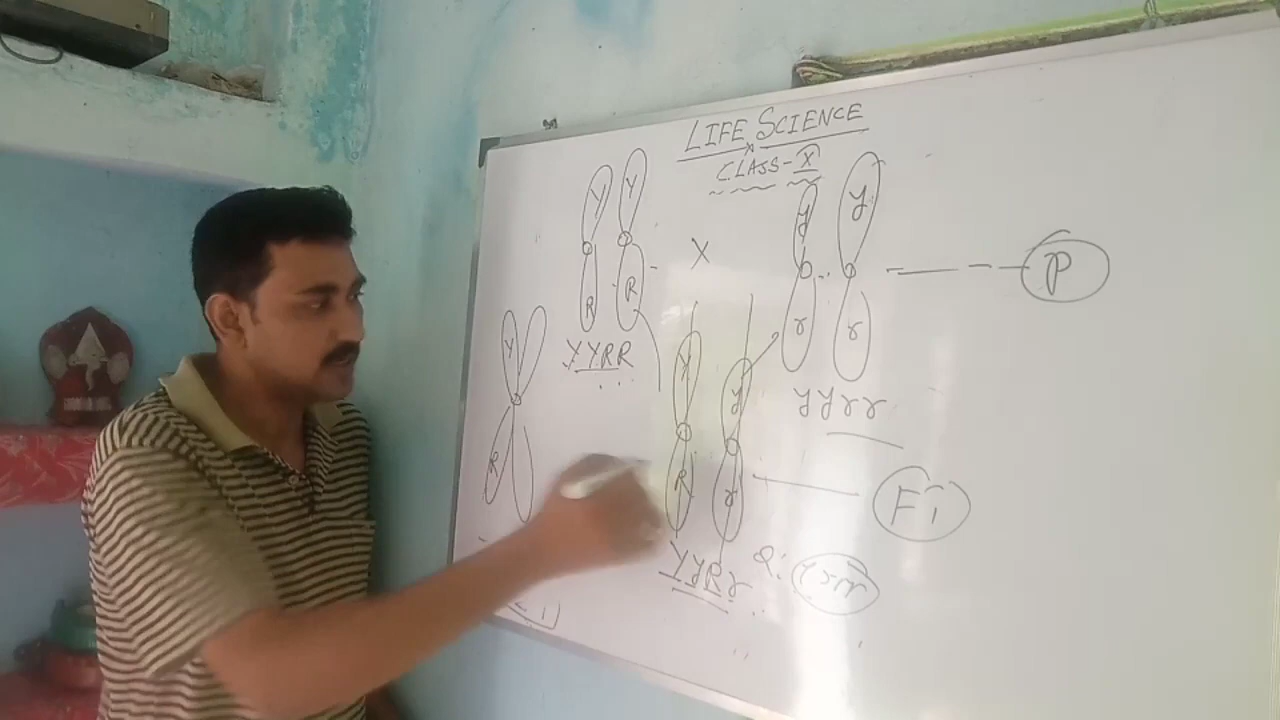 LIFE SCIENCE
CLASS-X
Y Y
R R
YYRR
X
y y
r r
yyrr
P
Y
R
Y y
R r
YyRr
F1